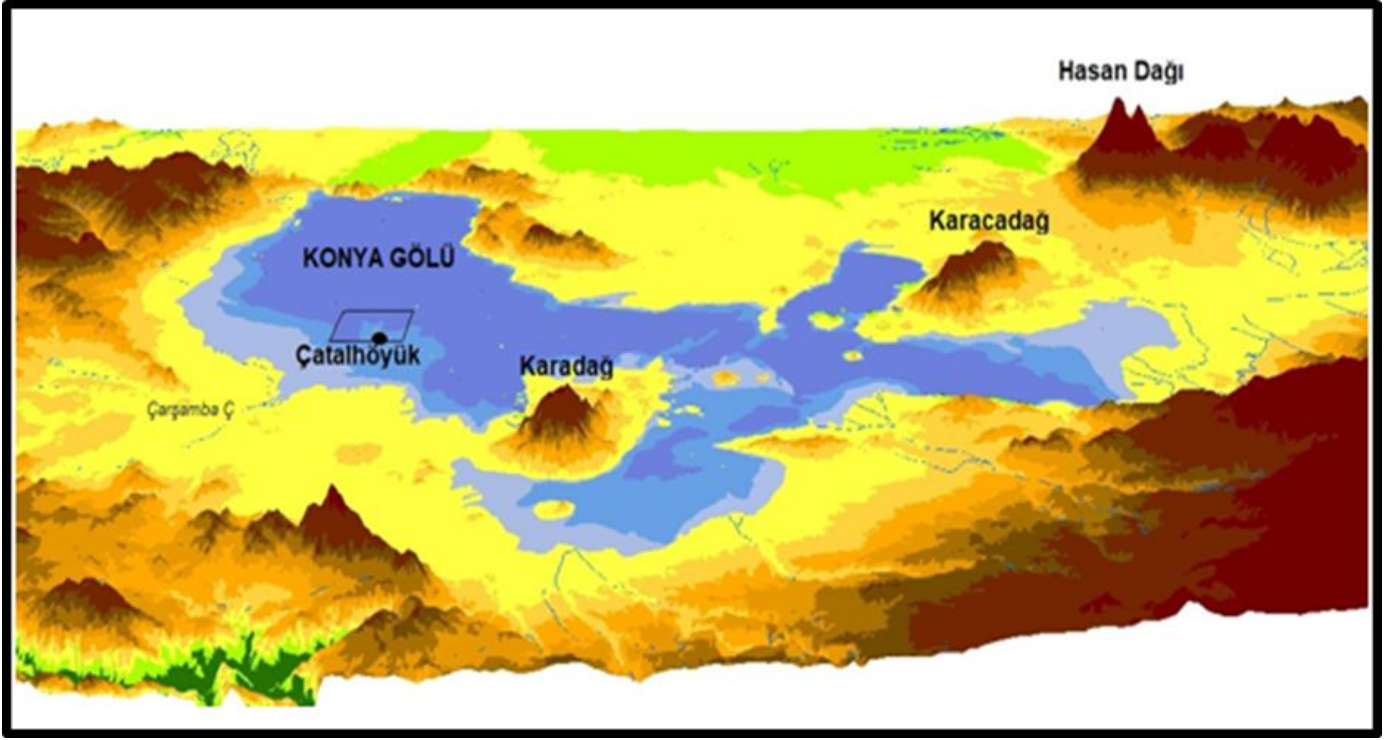 Hasan Dağı
Karacadağ
KONYA GÖLÜ
Çatalhöyük
Karadağ
Çarşamba Ç